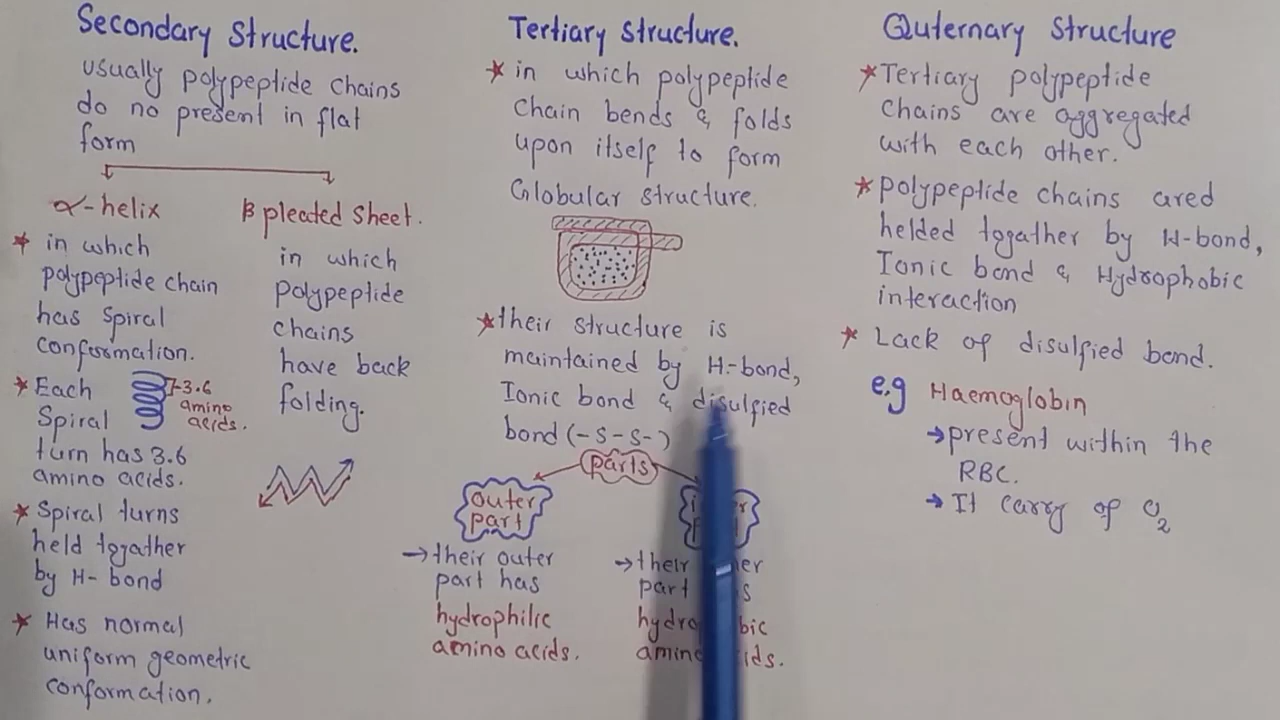 Secondary Structure.
usually polypeptide chains
do no present in flat
form
α-helix
in which
polypeptide chain
has spiral
conformation.
Each
Spiral
turn has 3.6
amino acids.
3.6
amino
acids.
Spiral turns
held togather
by H-bond
Has normal
uniform geometric
conformation.
β pleated sheet.
in which
polypeptide
chains
have back
folding.
Tertiary structure.
in which polypeptide
chain bends & folds
upon itself to form
Globular structure.
their structure is
maintained by H-bond,
Ionic bond & disulfied
bond (-S-S-)
parts
outer
part
their outer
part has
hydrophilic
amino acids.
their
part
Quternary Structure
Tertiary polypeptide
chains are aggregated
with each other.
polypeptide chains ared
helded togather by H-bond,
Ionic bond & Hydrophobic
interaction
Lack of disulfied bond.
e.g Haemoglobin
present within the
RBC.
It carry of O2